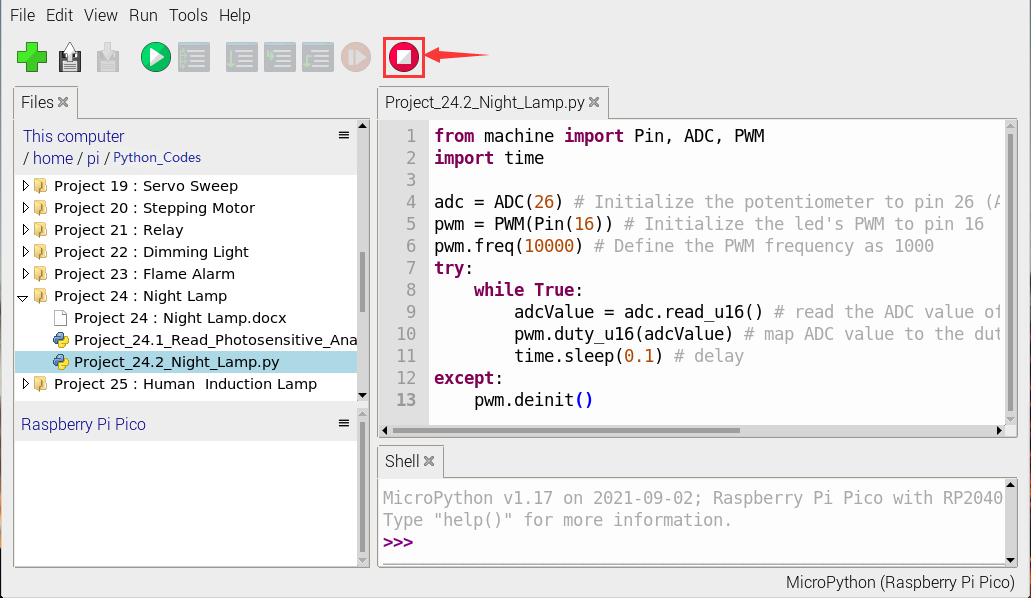 File Edit View Run Tools Help
Files
This computer
/ home / pi / Python_Codes
Project 19 : Servo Sweep
Project 20 : Stepping Motor
Project 21 : Relay
Project 22 : Dimming Light
Project 23 : Flame Alarm
Project 24 : Night Lamp
Project 24 : Night Lamp.docx
Project_24.1_Read_Photosensitive_Ana
Project_24.2_Night_Lamp.py
Project 25 : Human  Induction Lamp
Raspberry Pi Pico
Project_24.2_Night_Lamp.py
1 from machine import Pin, ADC, PWM
2 import time
3
4 adc = ADC(26) # Initialize the potentiometer to pin 26 (A
5 pwm = PWM(Pin(16)) # Initialize the led's PWM to pin 16
6 pwm.freq(10000) # Define the PWM frequency as 1000
7 try:
8     while True:
9         adcValue = adc.read_u16() # read the ADC value of
10         pwm.duty_u16(adcValue) # map ADC value to the dut
11         time.sleep(0.1) # delay
12 except:
13     pwm.deinit()
Shell
MicroPython v1.17 on 2021-09-02; Raspberry Pi Pico with RP2040
Type "help()" for more information.
>>>
MicroPython (Raspberry Pi Pico)